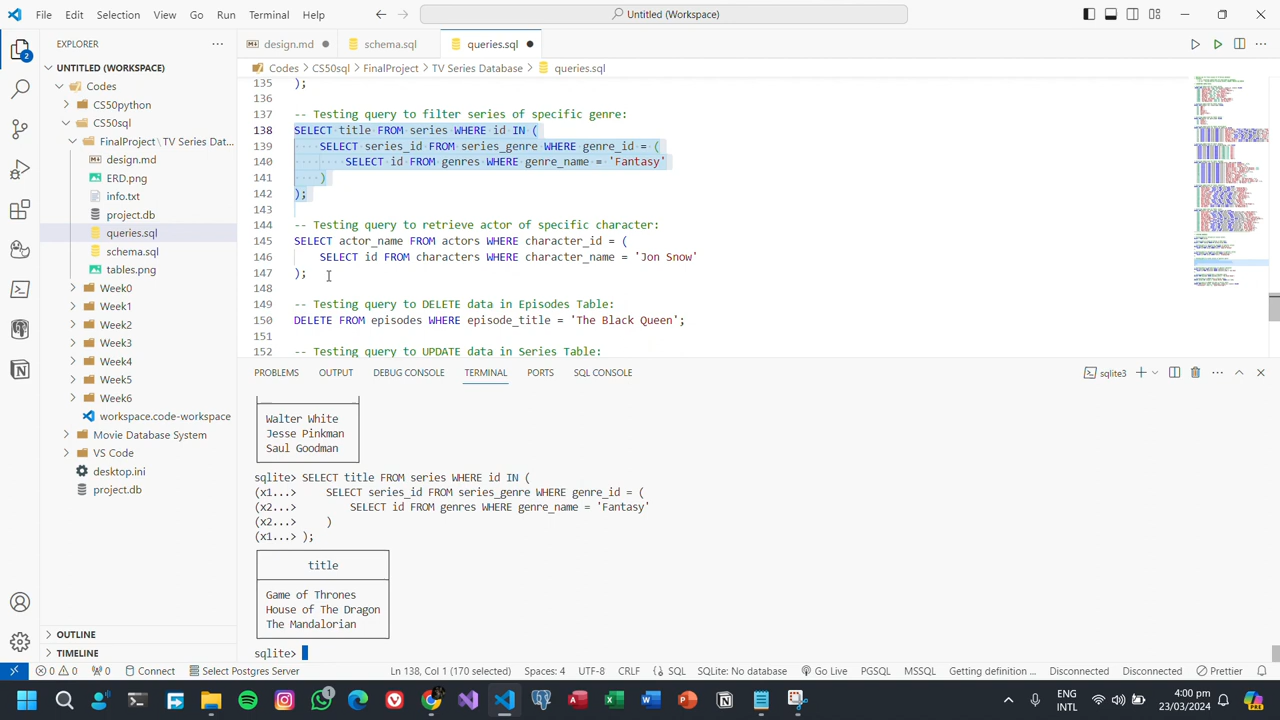 File Edit Selection View Go Run Terminal Help
Untitled (Workspace)
EXPLORER
design.md
schema.sql
queries.sql
UNTITLED (WORKSPACE)
Codes > CS50sql > FinalProject > TV Series Database > queries.sql
Codes
CS50python
CS50sql
FinalProject \ TV Series Dat...
design.md
ERD.png
info.txt
project.db
queries.sql
schema.sql
tables.png
Week0
Week1
Week2
Week3
Week4
Week5
Week6
workspace.code-workspace
Movie Database System
VS Code
desktop.ini
project.db
OUTLINE
TIMELINE
2
135 );
136
137 -- Testing query to filter series of specific genre:
138 SELECT title FROM series WHERE id IN (
139 SELECT series_id FROM series_genre WHERE genre_id = (
140 SELECT id FROM genres WHERE genre_name = 'Fantasy'
141 )
142 );
143
144 -- Testing query to retrieve actor of specific character:
145 SELECT actor_name FROM actors WHERE character_id = (
146 SELECT id FROM characters WHERE character_name = 'Jon Snow'
147 );
148
149 -- Testing query to DELETE data in Episodes Table:
150 DELETE FROM episodes WHERE episode_title = 'The Black Queen';
151
152 -- Testing query to UPDATE data in Series Table:
PROBLEMS OUTPUT DEBUG CONSOLE TERMINAL PORTS SQL CONSOLE
sqlite3
Walter White
Jesse Pinkman
Saul Goodman
sqlite> SELECT title FROM series WHERE id IN (
(x1...> SELECT series_id FROM series_genre WHERE genre_id = (
(x2...> SELECT id FROM genres WHERE genre_name = 'Fantasy'
(x2...> )
(x1...> );
title
Game of Thrones
House of The Dragon
The Mandalorian
sqlite>
0 0 0 Connect Select Postgres Server Ln 138, Col 1 (170 selected) Spaces: 4 UTF-8 CRLF SQL SQLite: No database Go Live PGSQL MSSQL Getting definition ... Disconnected Disconnected Prettier
1
ENG
INTL
4:00 pm
23/03/2024